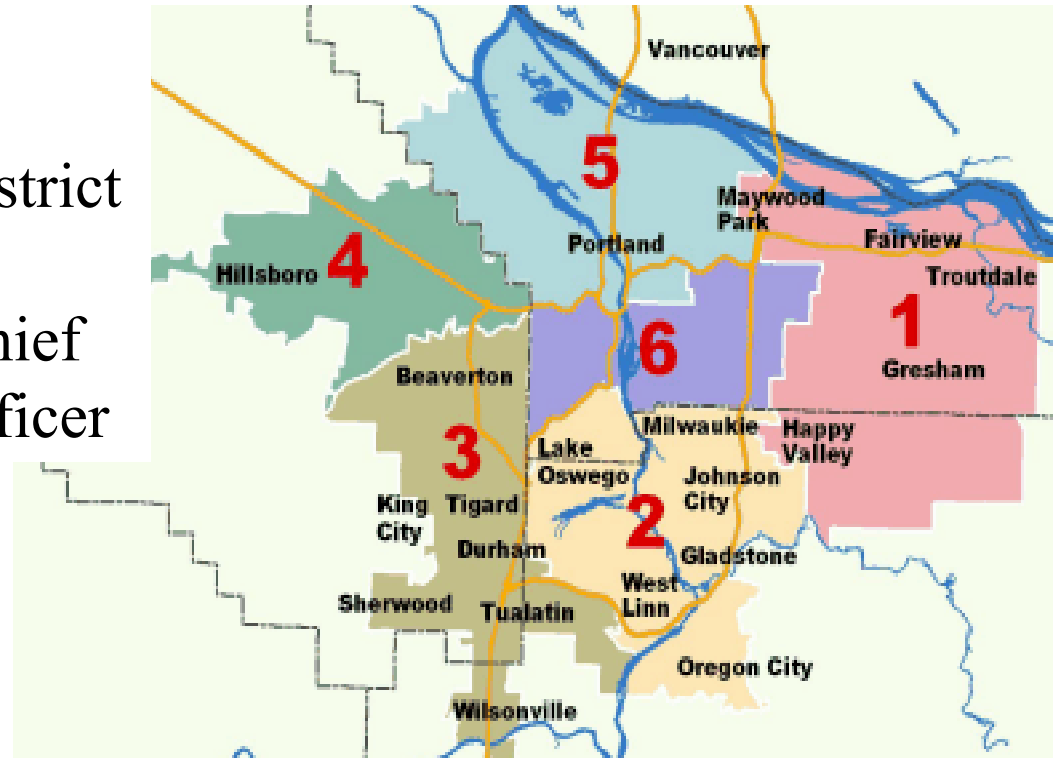 strict
hief
ficer
Vancouver
5
Maywood
Park
Portland
Fairview
Hillsboro
4
Troutdale
1
6
Gresham
Beaverton
Milwaukie
Happy
Valley
3
Lake
Oswego
Johnson
City
King
City
Tigard
2
Durham
Gladstone
West
Linn
Sherwood
Tualatin
Oregon City
Wilsonville